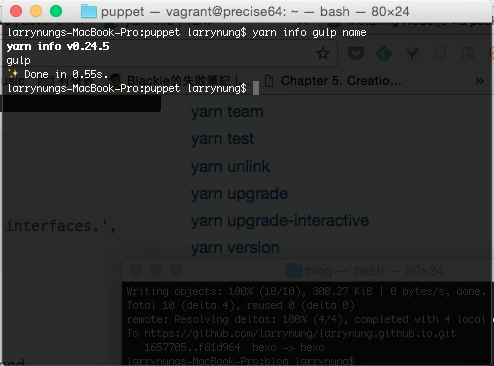 puppet — vagrant@precise64: ~ — bash — 80×24
larrynungs-MacBook-Pro:puppet larrynung$ yarn info gulp name
yarn info v0.24.5
gulp
✨ Done in 0.55s.
larrynungs-MacBook-Pro:puppet larrynung$
Blackie的失敗筆記 |
Chapter 5. Creatio...
yarn team
yarn test
yarn unlink
yarn upgrade
interfaces.',
yarn upgrade-interactive
yarn version
blog — bash — 80×24
Writing objects: 100% (10/10), 300.27 KiB | 0 bytes/s, done.
Total 10 (delta 4), reused 0 (delta 0)
remote: Resolving deltas: 100% (4/4), completed with 4 local
To https://github.com/larrynung/larrynung.github.io.git
1657705..f81d964 hexo -> hexo
larrynungs-MacBook-Pro:blog larrynung$